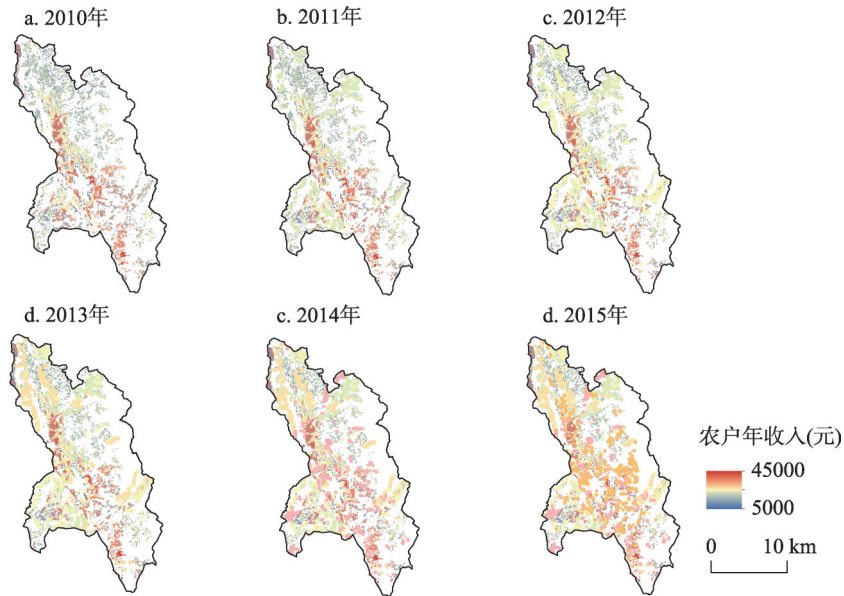 a. 2010年
b. 2011年
c. 2012年
d. 2013年
c. 2014年
d. 2015年
农户年收入(元)
45000
5000
0 10 km